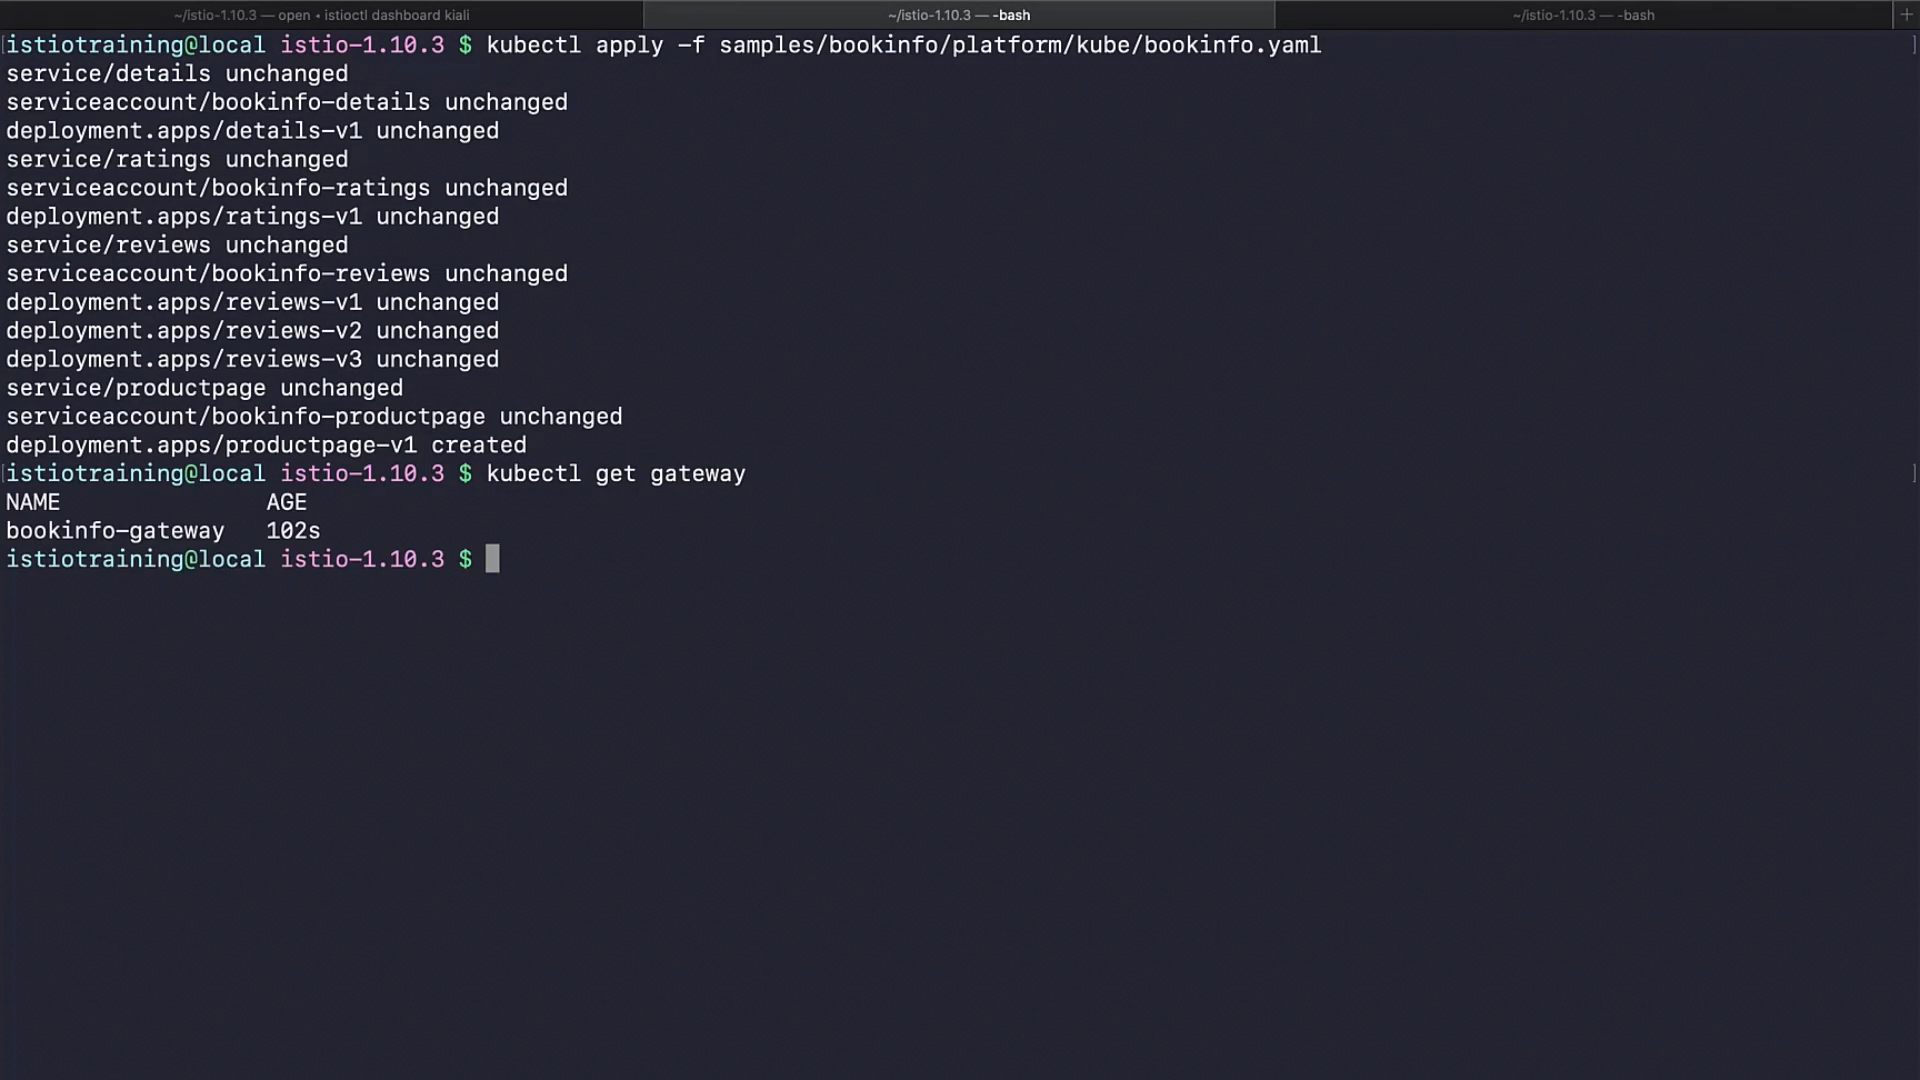 ~/istio-1.10.3 — open • istioctl dashboard kiali
~/istio-1.10.3 — -bash
~/istio-1.10.3 — -bash
+
[istiotraining@local istio-1.10.3 $ kubectl apply -f samples/bookinfo/platform/kube/bookinfo.yaml ]
service/details unchanged
serviceaccount/bookinfo-details unchanged
deployment.apps/details-v1 unchanged
service/ratings unchanged
serviceaccount/bookinfo-ratings unchanged
deployment.apps/ratings-v1 unchanged
service/reviews unchanged
serviceaccount/bookinfo-reviews unchanged
deployment.apps/reviews-v1 unchanged
deployment.apps/reviews-v2 unchanged
deployment.apps/reviews-v3 unchanged
service/productpage unchanged
serviceaccount/bookinfo-productpage unchanged
deployment.apps/productpage-v1 created
[istiotraining@local istio-1.10.3 $ kubectl get gateway ]
NAME AGE
bookinfo-gateway 102s
istiotraining@local istio-1.10.3 $